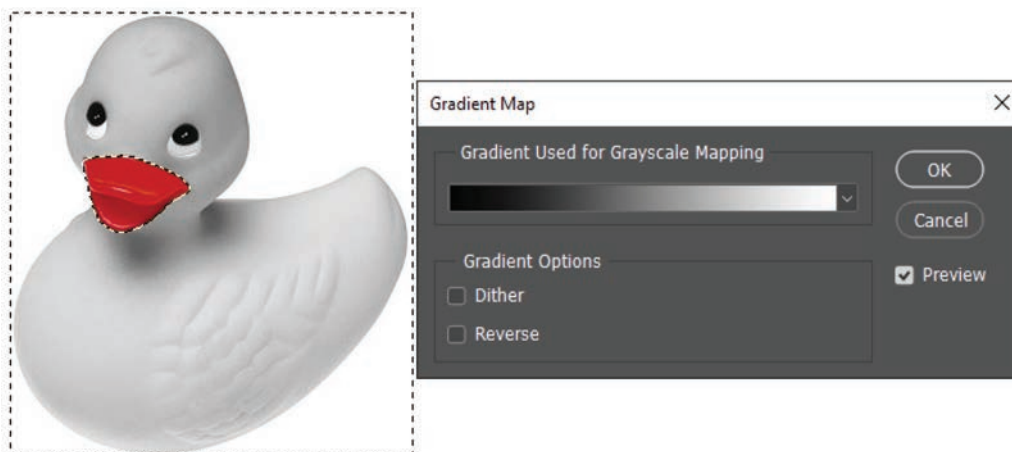 Gradient Map
Gradient Used for Grayscale Mapping
OK
Cancel
Gradient Options
Preview
Dither
Reverse